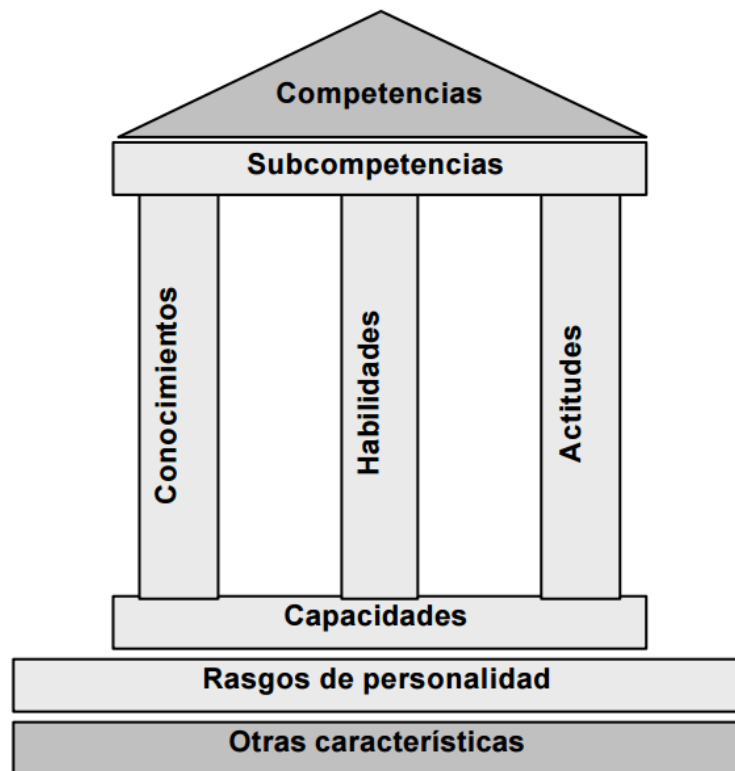 Competencias
Subcompetencias
Conocimientos
Habilidades
Actitudes
Capacidades
Rasgos de personalidad
Otras características